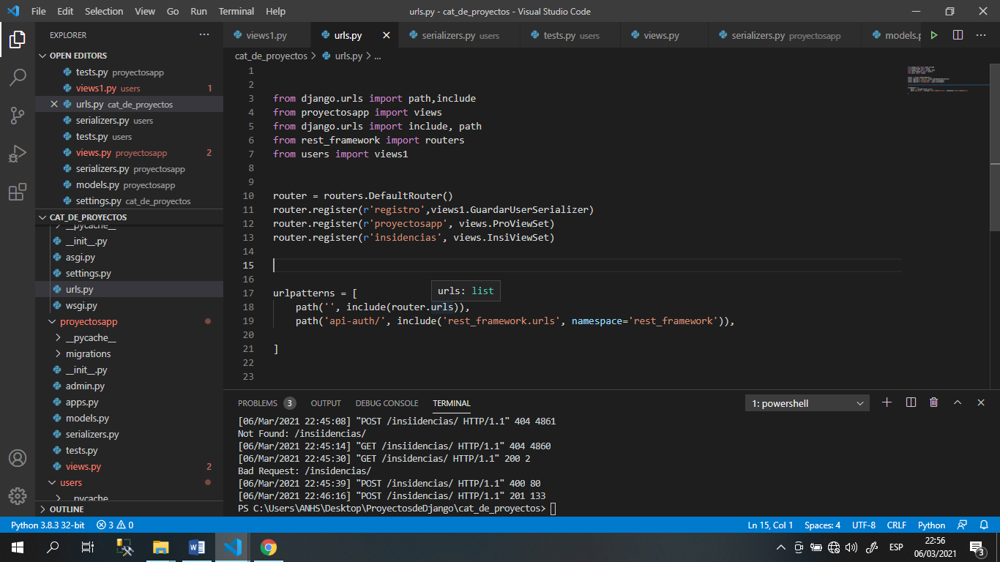 File Edit Selection View Go Run Terminal Help urls.py - cat_de_proyectos - Visual Studio Code
EXPLORER ...
views1.py urls.py serializers.py users tests.py users views.py serializers.py proyectosapp models.p
OPEN EDITORS
cat_de_proyectos > urls.py > ...
tests.py proyectosapp
views1.py users 1
urls.py cat_de_proyectos
serializers.py users
tests.py users
views.py proyectosapp 2
serializers.py proyectosapp
models.py proyectosapp
settings.py cat_de_proyectos
CAT_DE_PROYECTOS
__pycache__
__init__.py
asgi.py
settings.py
urls.py
wsgi.py
proyectosapp
__pycache__
migrations
__init__.py
admin.py
apps.py
models.py
serializers.py
tests.py
views.py 2
users
__pycache__
OUTLINE
1
2
3 from django.urls import path,include
4 from proyectosapp import views
5 from django.urls import include, path
6 from rest_framework import routers
7 from users import views1
8
9
10 router = routers.DefaultRouter()
11 router.register(r'registro',views1.GuardarUserSerializer)
12 router.register(r'proyectosapp', views.ProViewSet)
13 router.register(r'insidencias', views.InsiViewSet)
14
15
16
urls: list
17 urlpatterns = [
18 path('', include(router.urls)),
19 path('api-auth/', include('rest_framework.urls', namespace='rest_framework')),
20
21 ]
22
23
PROBLEMS 3 OUTPUT DEBUG CONSOLE TERMINAL 1: powershell
[06/Mar/2021 22:45:08] "POST /insiidencias/ HTTP/1.1" 404 4861
Not Found: /insiidencias/
[06/Mar/2021 22:45:14] "GET /insiidencias/ HTTP/1.1" 404 4860
[06/Mar/2021 22:45:30] "GET /insidencias/ HTTP/1.1" 200 2
Bad Request: /insidencias/
[06/Mar/2021 22:45:39] "POST /insidencias/ HTTP/1.1" 400 80
[06/Mar/2021 22:46:16] "POST /insidencias/ HTTP/1.1" 201 133
PS C:\Users\ANHS\Desktop\ProyectosdeDjango\cat_de_proyectos>
Python 3.8.3 32-bit 3 0 Ln 15, Col 1 Spaces: 4 UTF-8 CRLF Python
ESP 22:56
06/03/2021 3